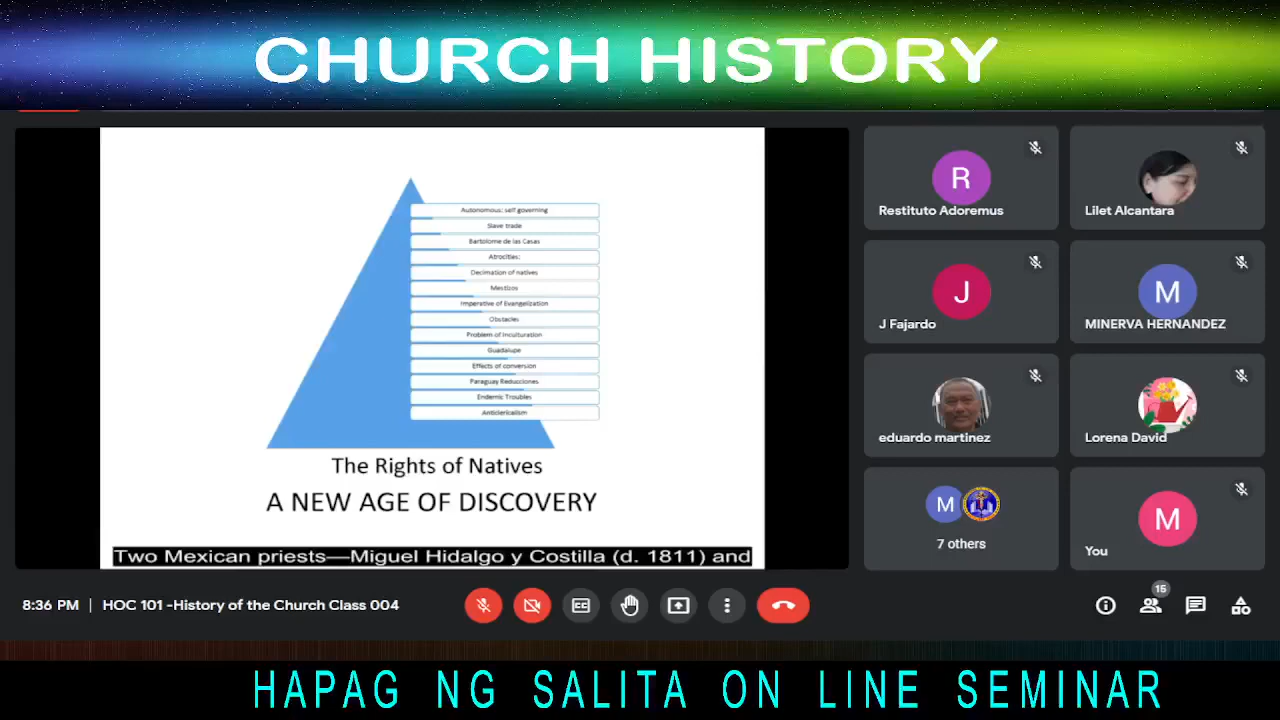 CHURCH HISTORY
Autonomous: self governing
Slave trade
Bartolome de las Casas
Atrocities:
Decimation of natives
Mestizos
Imperative of Evangelization
Obstacles
Problem of Inculturation
Guadalupe
Effects of conversion
Paraguay Reducciones
Endemic Troubles
Anticlericalism
The Rights of Natives
A NEW AGE OF DISCOVERY
Two Mexican priests—Miguel Hidalgo y Costilla (d. 1811) and
R
Restituto
Lilet Alcantara
J
J
M
MINERVA
eduardo martinez
Lorena David
M
7 others
M
You
8:36 PM | HOC 101 -History of the Church Class 004
CC
15
HAPAG NG SALITA ON LINE SEMINAR